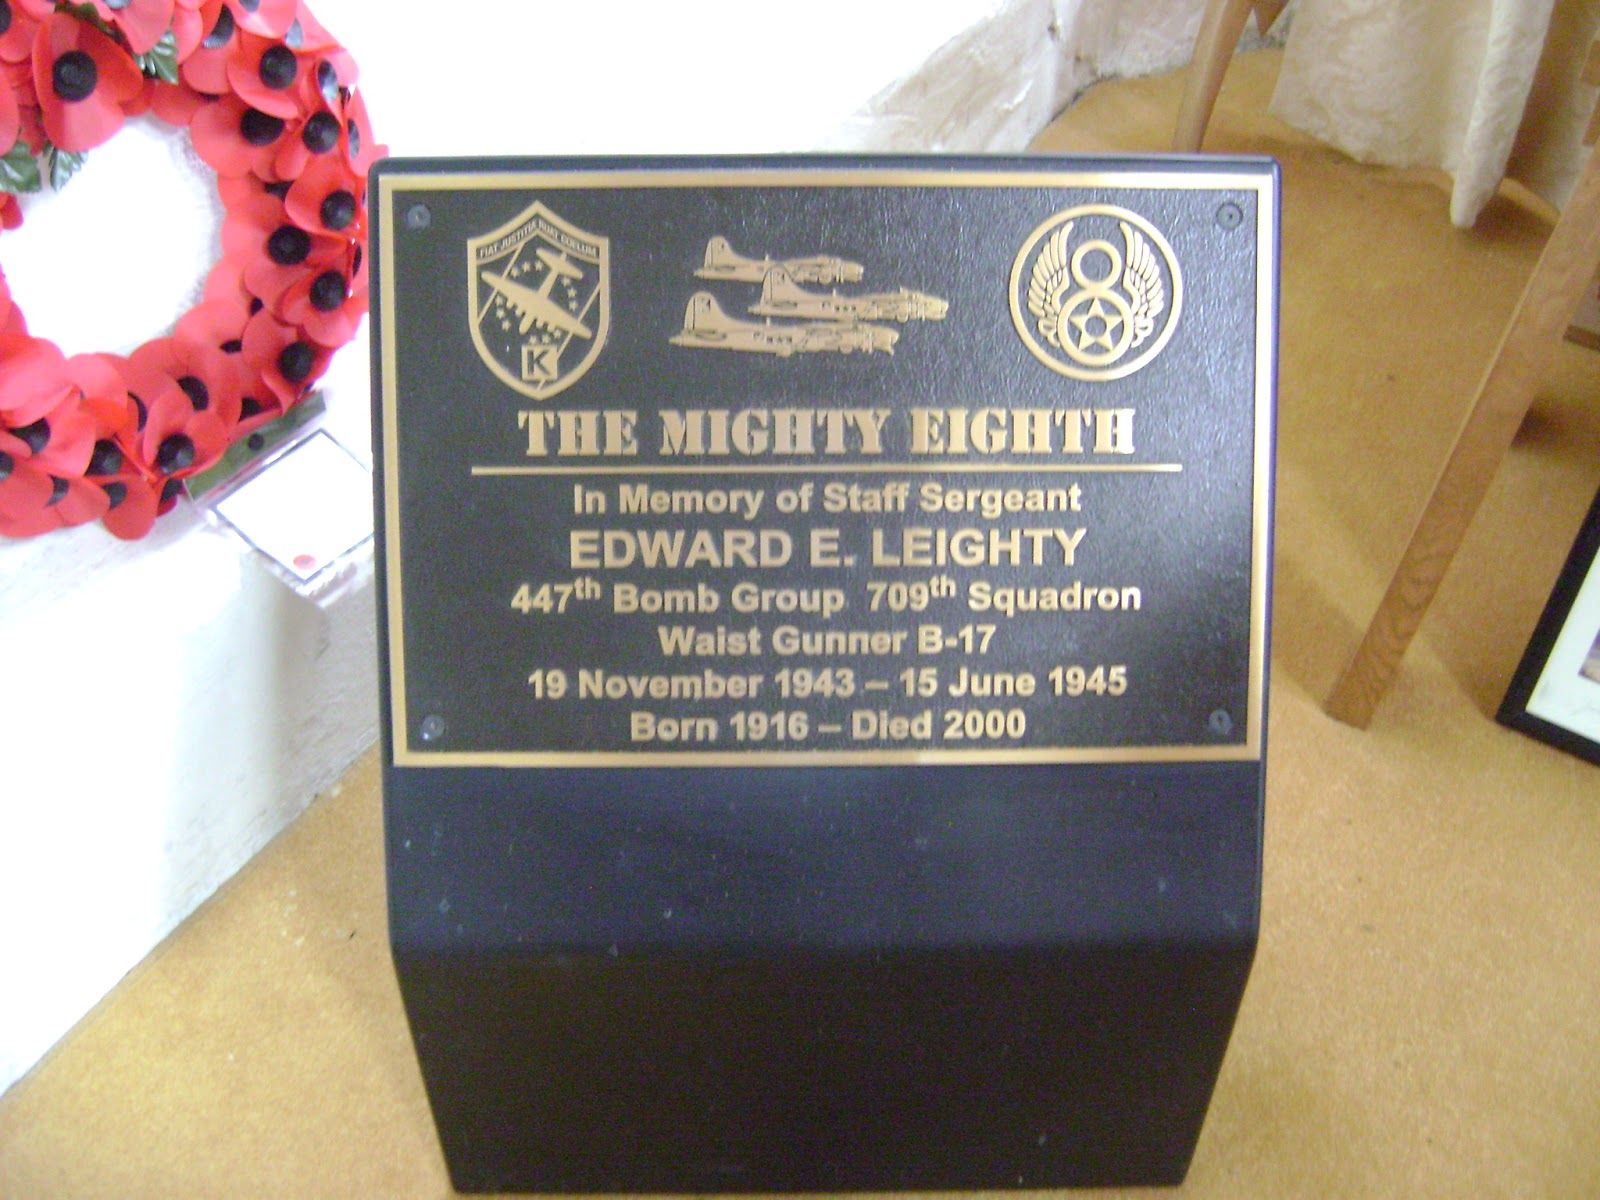 FIAT JUSTITIA RUAT COELUM
K
THE MIGHTY EIGHTH
In Memory of Staff Sergeant
EDWARD E. LEIGHTY
447th Bomb Group 709th Squadron
Waist Gunner B-17
19 November 1943 – 15 June 1945
Born 1916 – Died 2000